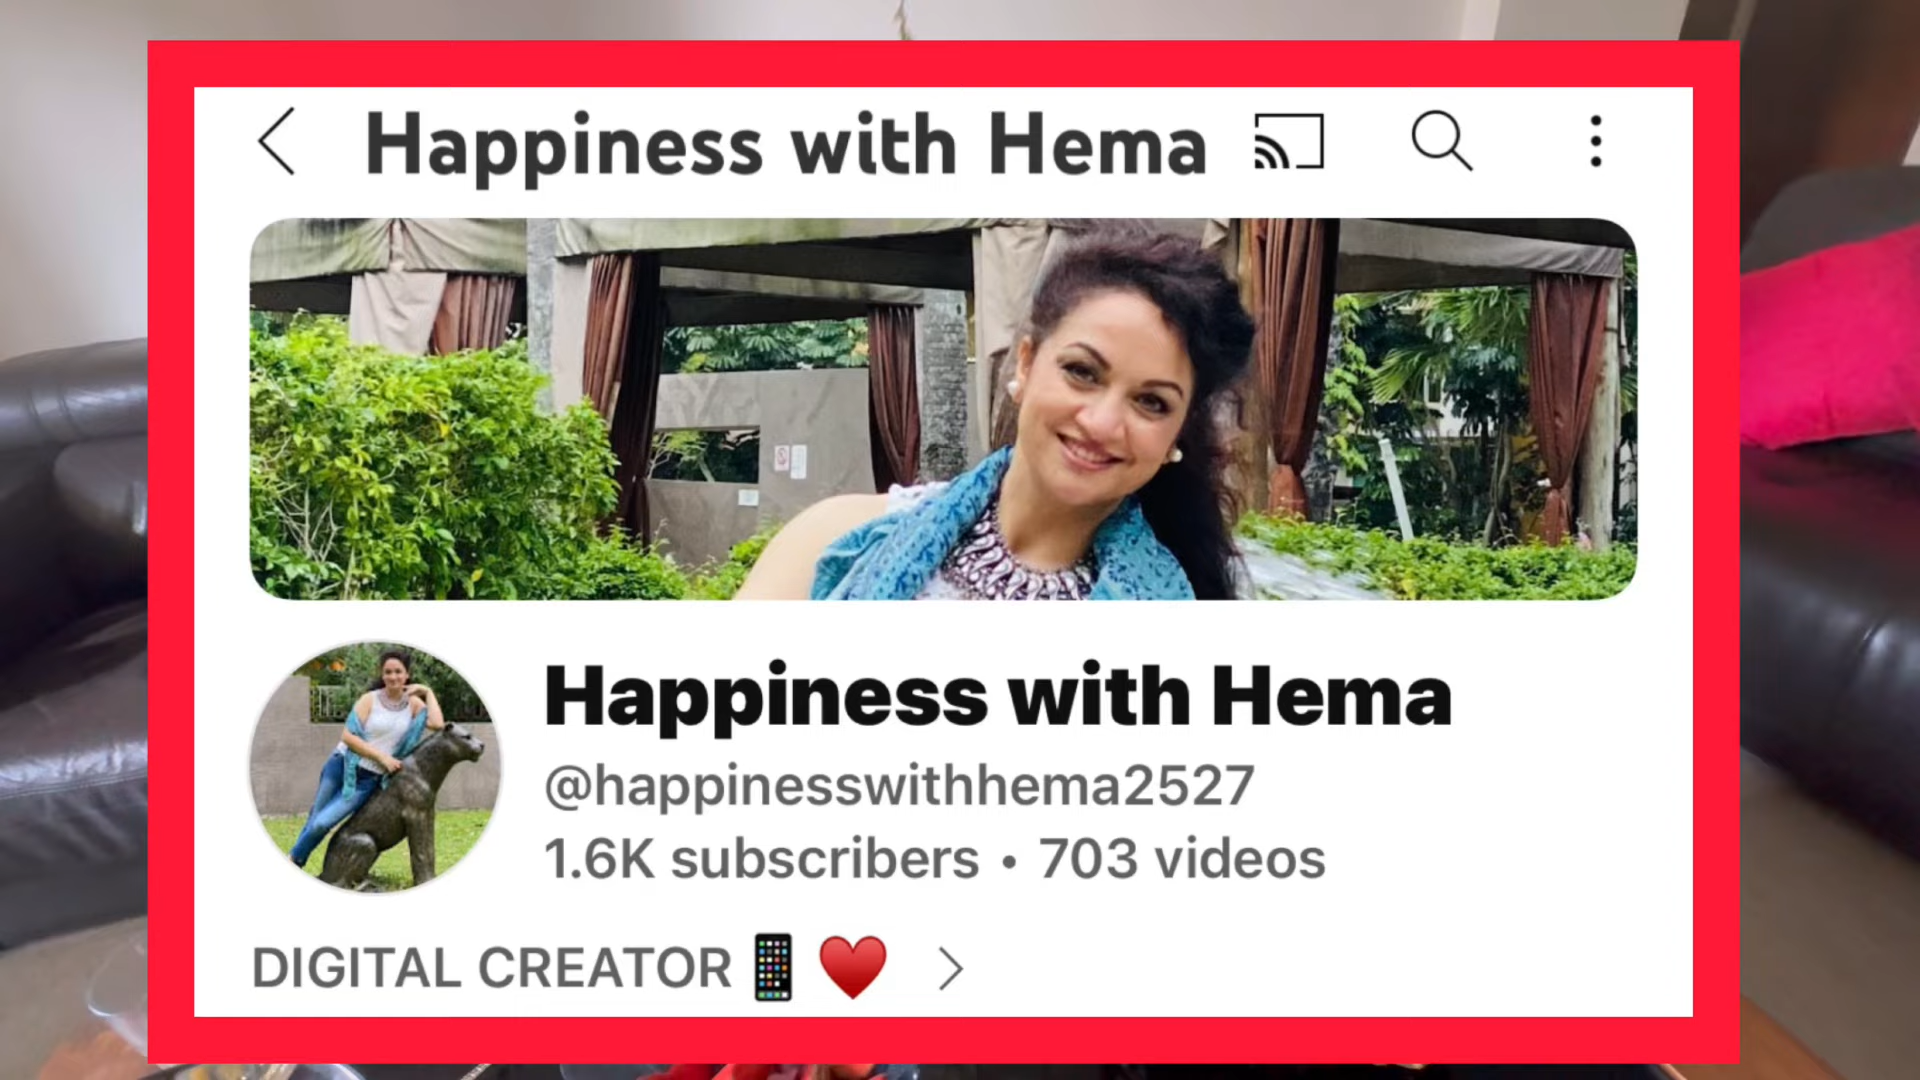 Happiness with Hema
Happiness with Hema
@happinesswithhema2527
1.6K subscribers • 703 videos
DIGITAL CREATOR 📱 ♥️ >